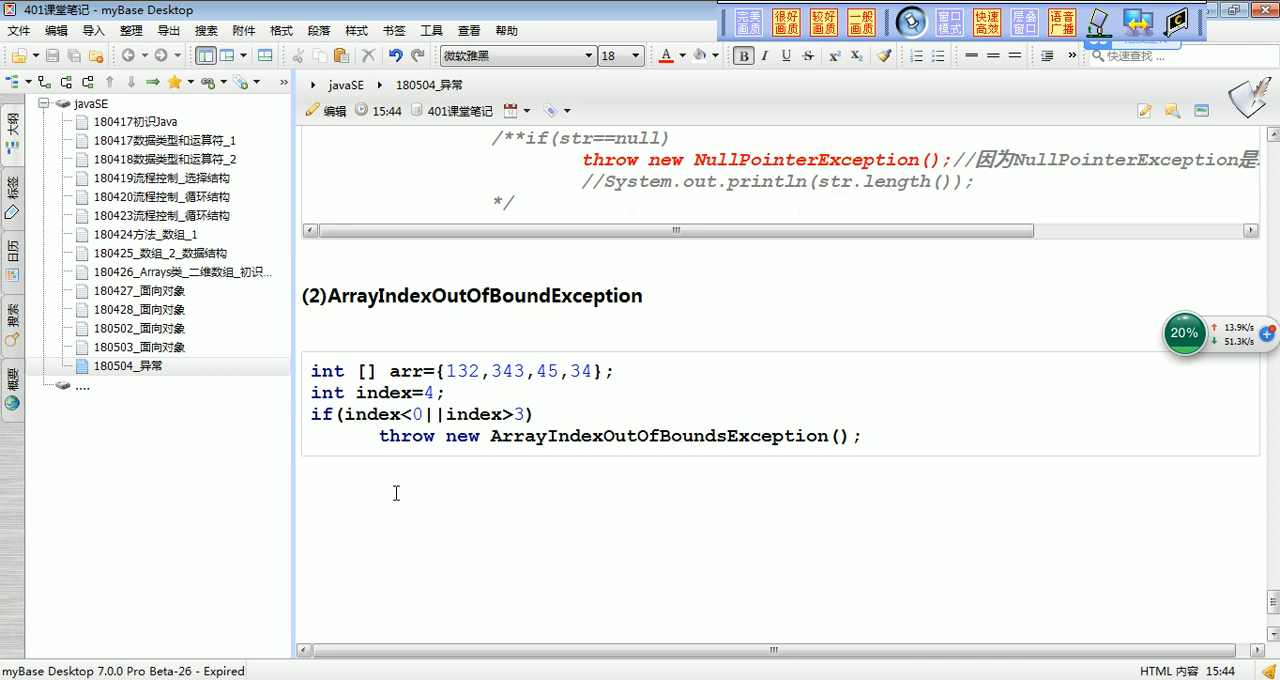 401课堂笔记 - myBase Desktop
完美画质 很好画质 较好画质 一般画质 窗口模式 快速高效 层叠窗口 语音广播
文件 编辑 导入 整理 导出 搜索 附件 格式 段落 样式 书签 工具 查看 帮助
微软雅黑 18 A B I U S X² X₂ » 快速查找 ...
» javaSE 180504_异常
编辑 15:44 401课堂笔记
大纲
标签
日历
搜索
概要
javaSE
180417初识Java
180417数据类型和运算符_1
180418数据类型和运算符_2
180419流程控制_选择结构
180420流程控制_循环结构
180423流程控制_循环结构
180424方法_数组_1
180425_数组_2_数据结构
180426_Arrays类_二维数组_初识...
180427_面向对象
180428_面向对象
180502_面向对象
180503_面向对象
180504_异常
....
/**if(str==null)
throw new NullPointerException();//因为NullPointerException是
//System.out.println(str.length());
*/
(2)ArrayIndexOutOfBoundException
int [] arr={132,343,45,34};
int index=4;
if(index<0||index>3)
throw new ArrayIndexOutOfBoundsException();
20% 13.9K/s
51.3K/s
myBase Desktop 7.0.0 Pro Beta-26 - Expired
HTML 内容 15:44